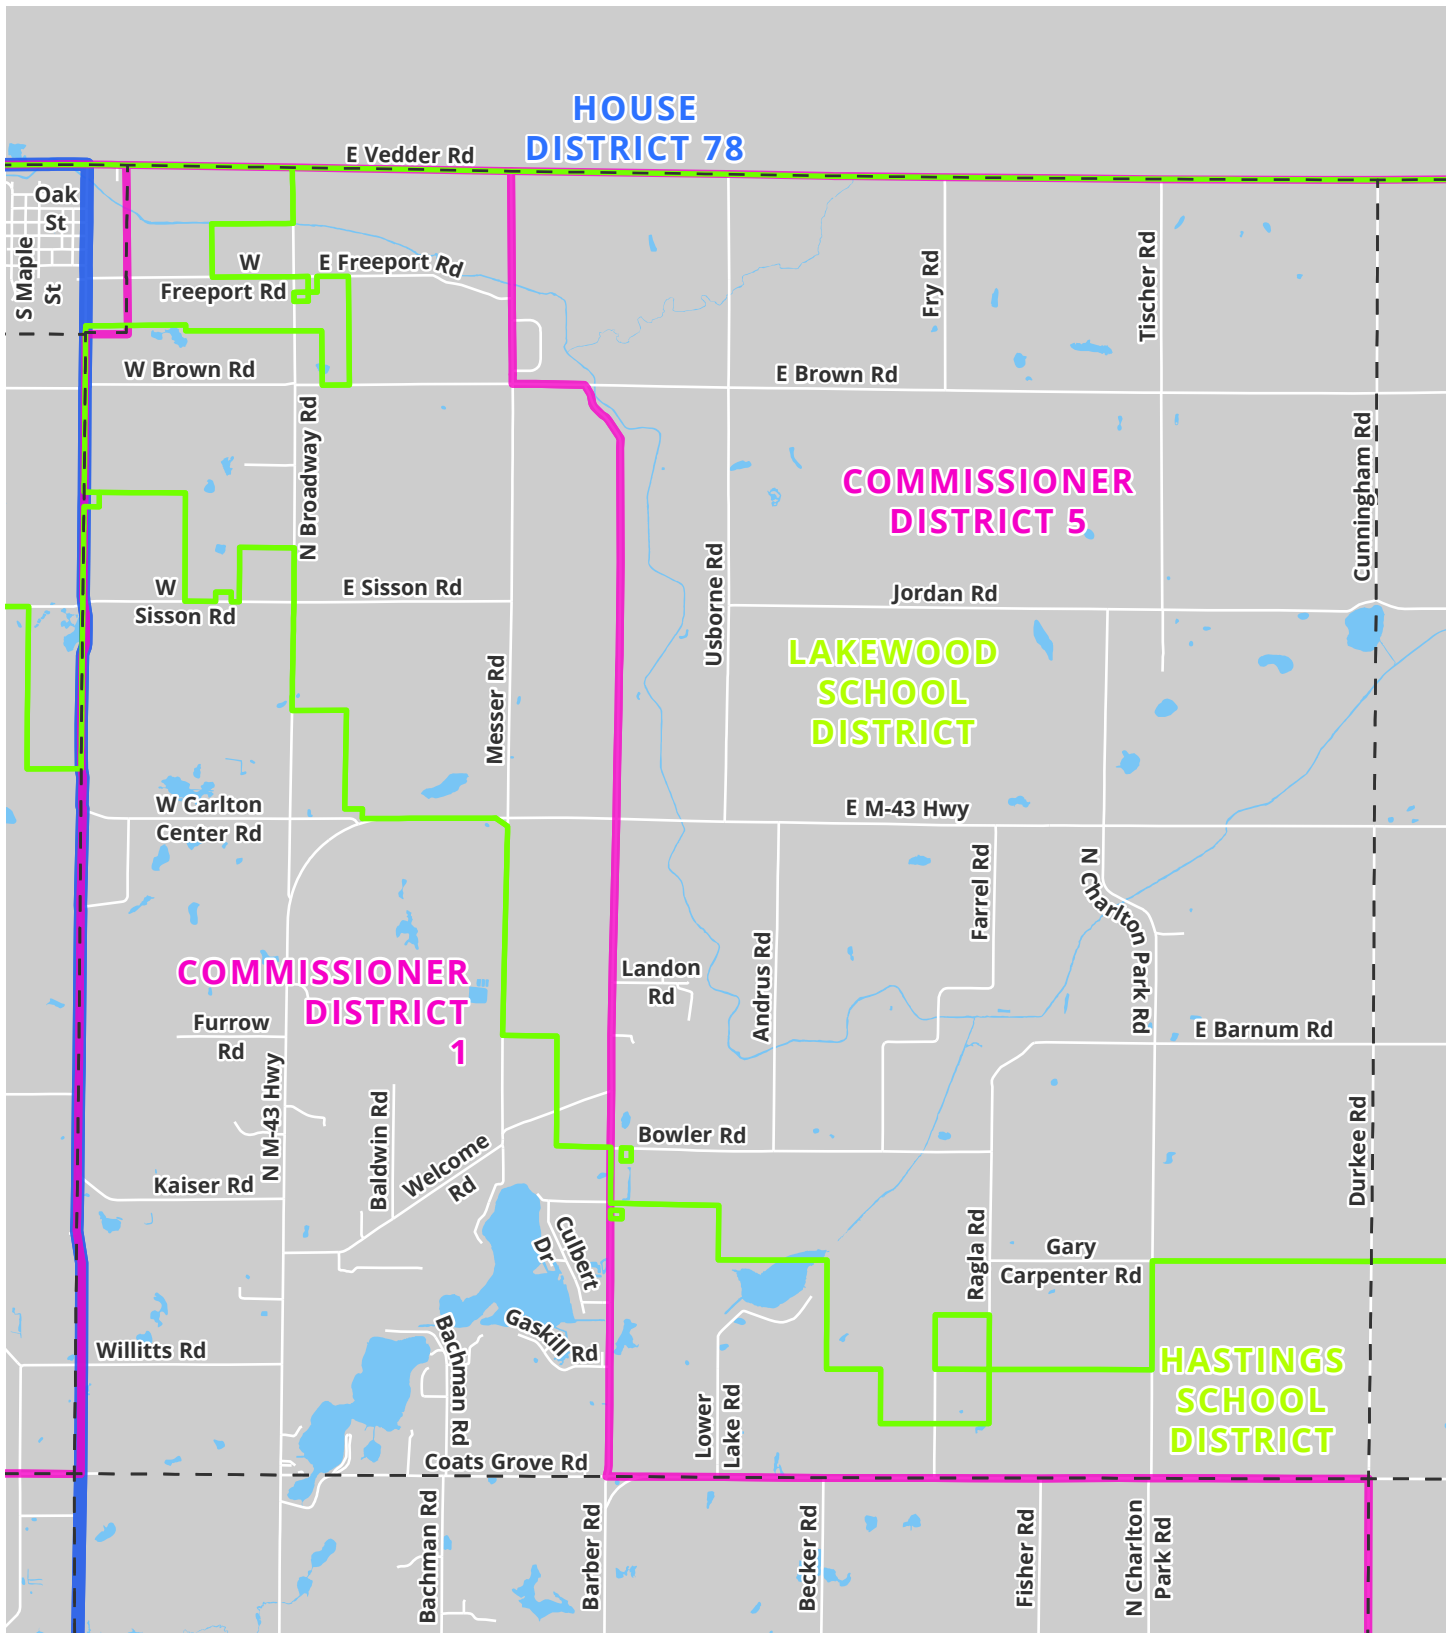 HOUSE
DISTRICT 78
E Vedder Rd
Oak
St
S Maple
St
W
Freeport Rd
E Freeport Rd
Fry Rd
Tischer Rd
W Brown Rd
E Brown Rd
N Broadway Rd
Cunningham Rd
COMMISSIONER
DISTRICT 5
W
Sisson Rd
E Sisson Rd
Usborne Rd
Jordan Rd
LAKEWOOD
SCHOOL
DISTRICT
Messer Rd
W Carlton
Center Rd
E M-43 Hwy
Farrel Rd
N Charlton Park Rd
COMMISSIONER
DISTRICT
1
Landon
Rd
Andrus Rd
Furrow
Rd
E Barnum Rd
N M-43 Hwy
Baldwin Rd
Welcome
Rd
Bowler Rd
Durkee Rd
Kaiser Rd
Culbert
Dr
Ragla Rd
Gary
Carpenter Rd
Willitts Rd
Bachman Rd
Gaskill Rd
HASTINGS
SCHOOL
DISTRICT
Lower
Lake Rd
Coats Grove Rd
Bachman Rd
Barber Rd
Becker Rd
Fisher Rd
N Charlton
Park Rd